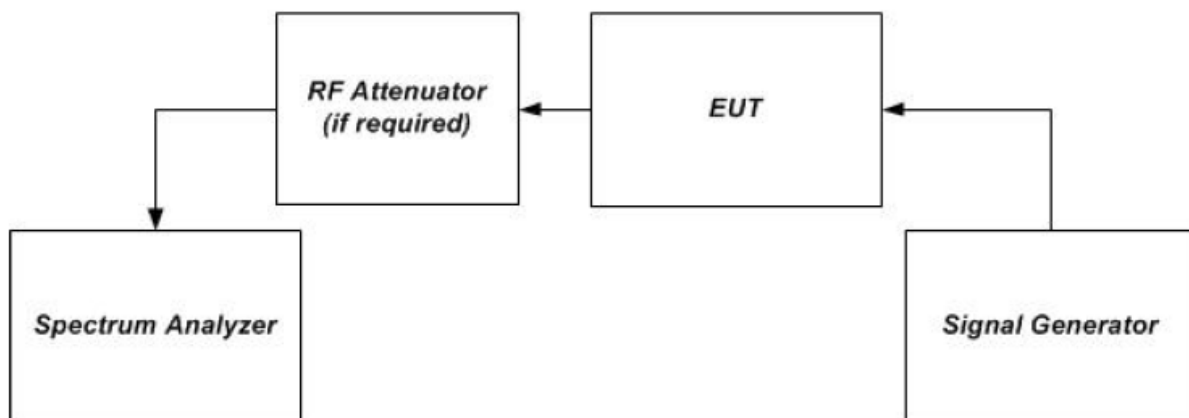 RF Attenuator
(if required)
EUT
Spectrum Analyzer
Signal Generator